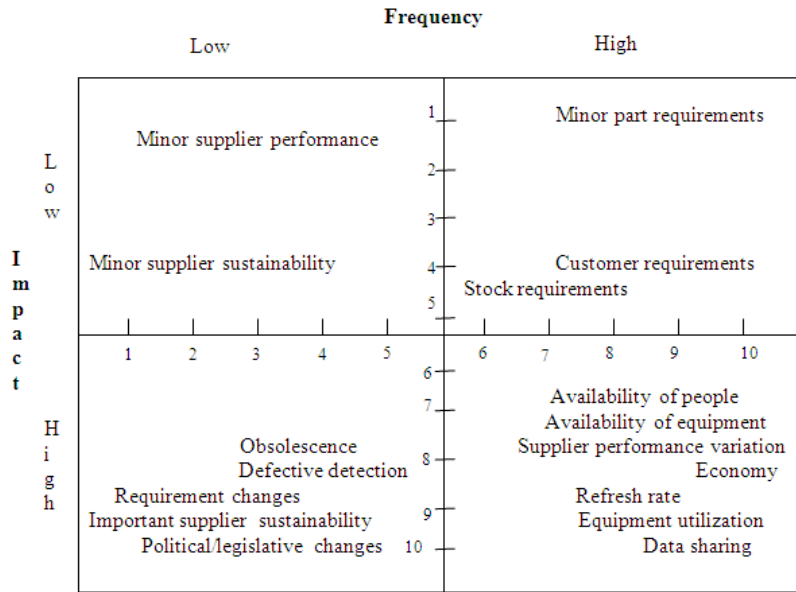 Frequency
Low
High
Impact
Low
High
1
Minor part requirements
Minor supplier performance
2
3
Minor supplier sustainability
4
Customer requirements
Stock requirements
5
1 2 3 4 5 6 7 8 9 10
6
Availability of people
7
Availability of equipment
Obsolescence
Supplier performance variation
8
Defective detection
Economy
Requirement changes
Refresh rate
9
Important supplier sustainability
Equipment utilization
Political/legislative changes
10
Data sharing